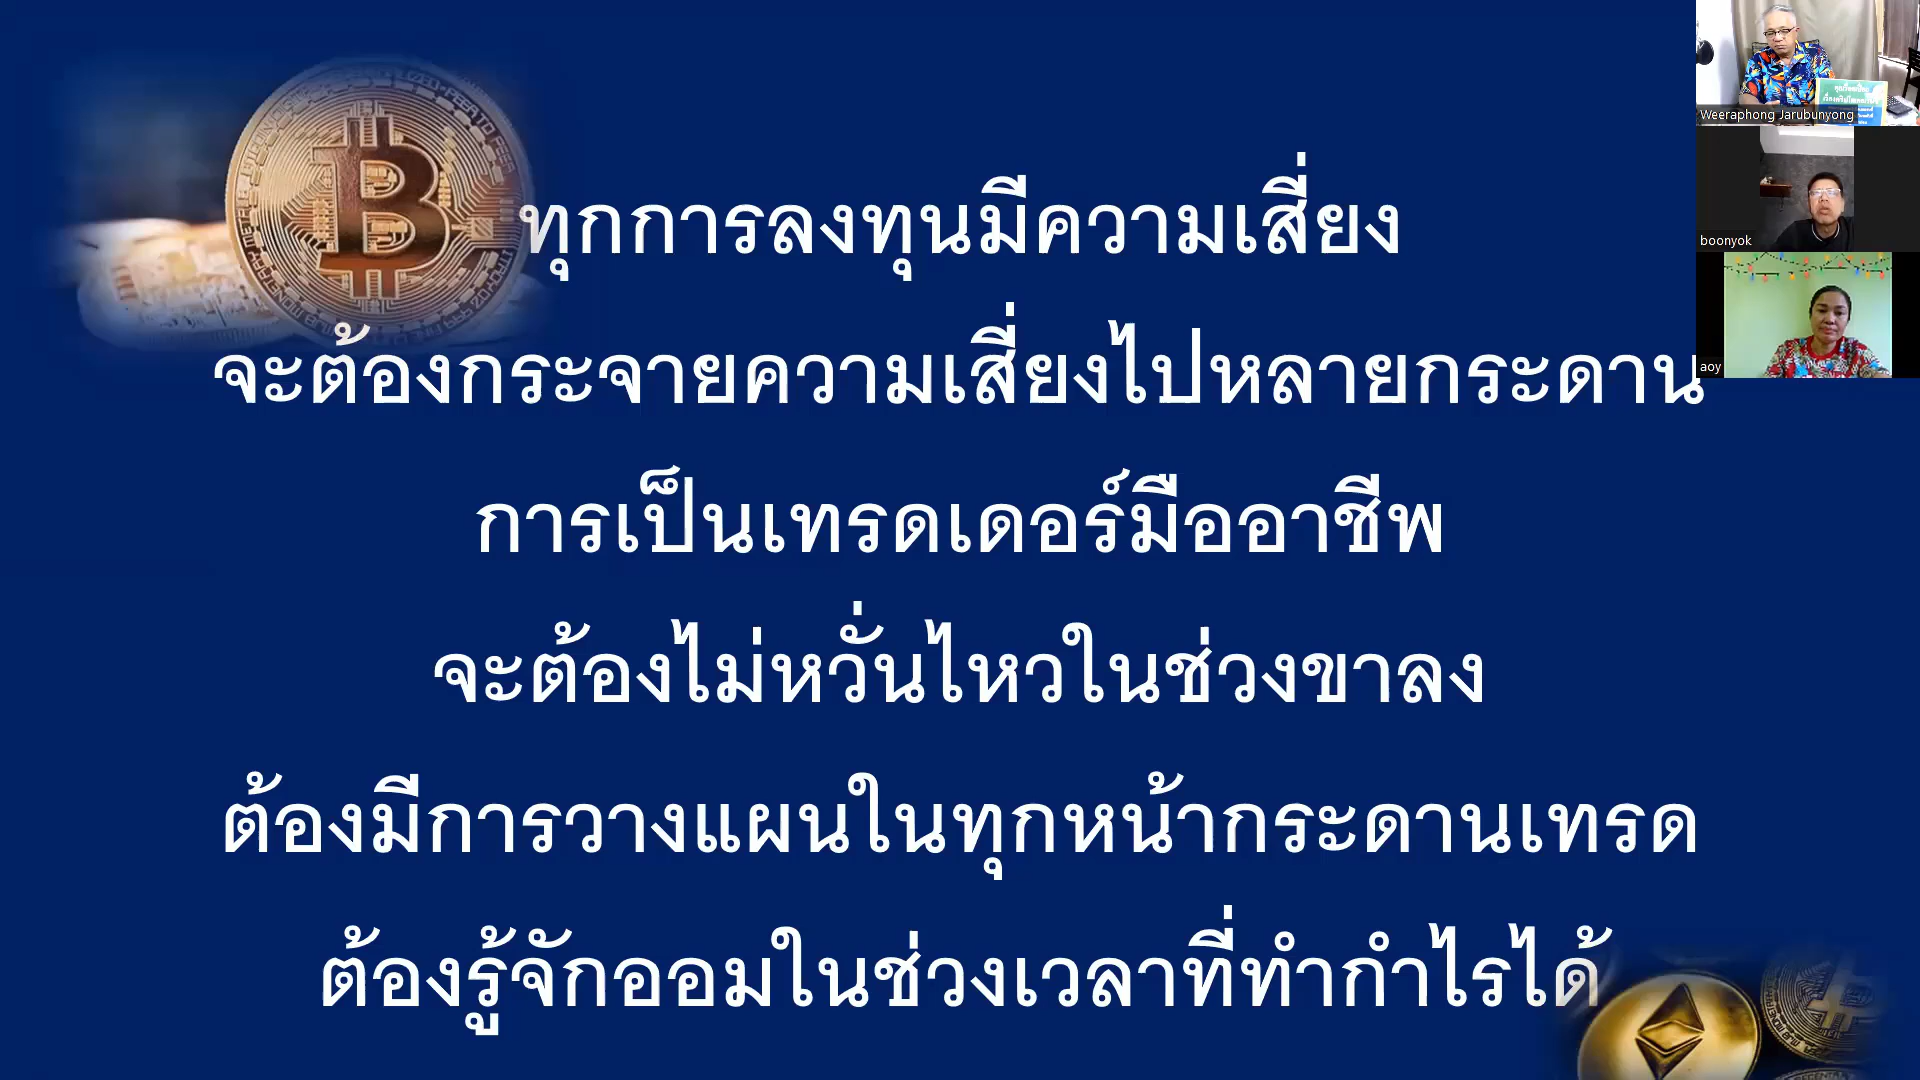 ทุกการลงทุนมีความเสี่ยง
จะต้องกระจายความเสี่ยงไปหลายกระดาน
การเป็นเทรดเดอร์มืออาชีพ
จะต้องไม่หวั่นไหวในช่วงขาลง
ต้องมีการวางแผนในทุกหน้ากระดานเทรด
ต้องรู้จักออมในช่วงเวลาที่ทำกำไรได้
Weeraphong Jarubunyong
boonyok
aoy